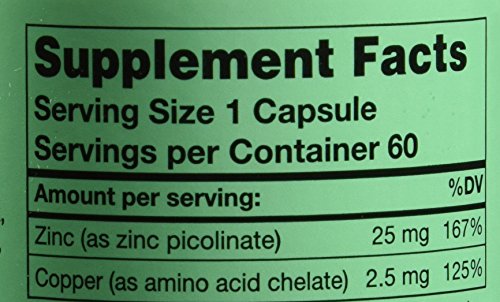 Supplement Facts
Serving Size 1 Capsule
Servings per Container 60
Amount per serving: %DV
Zinc (as zinc picolinate) 25 mg 167%
Copper (as amino acid chelate) 2.5 mg 125%